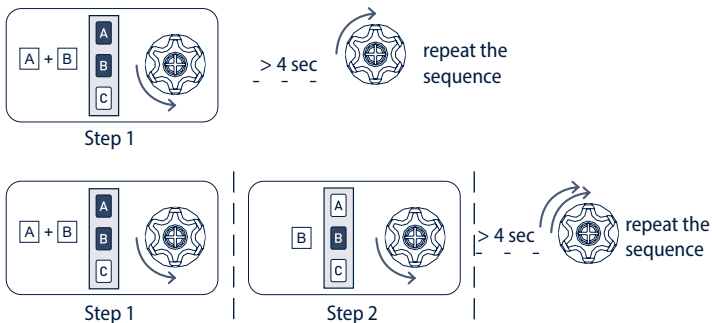 A + B
A
B
C
> 4 sec
repeat the
sequence
Step 1
A + B
A
B
C
B
A
B
C
> 4 sec
repeat the
sequence
Step 1
Step 2